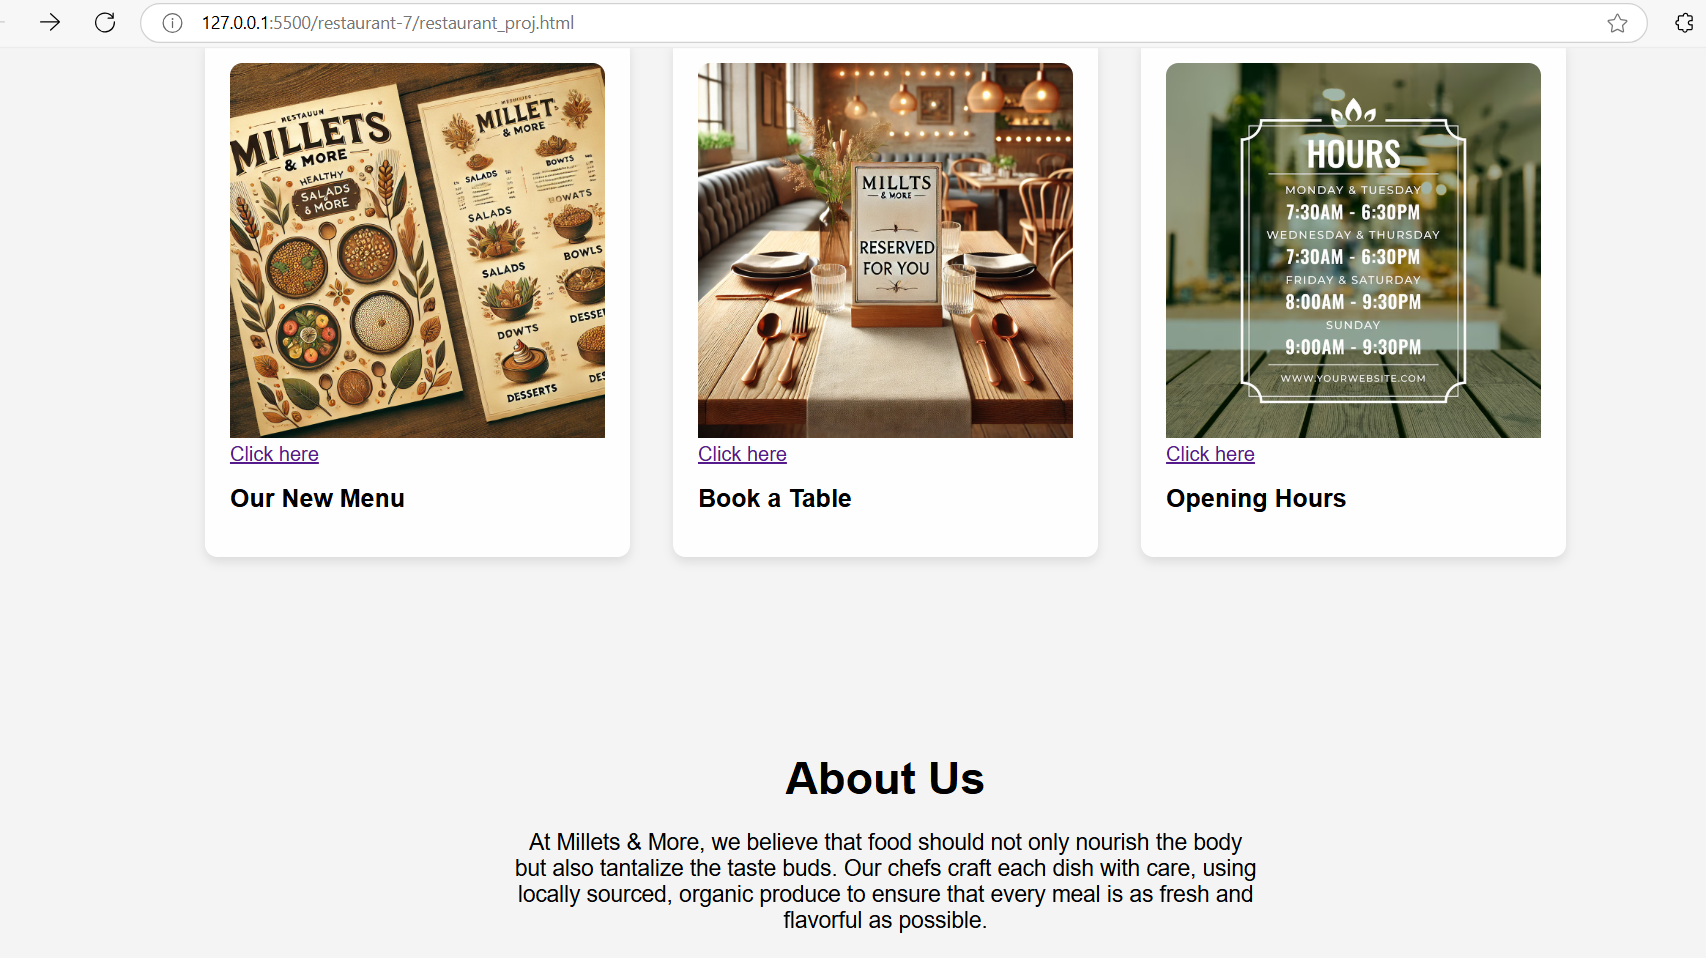 127.0.0.1:5500/restaurant-7/restaurant_proj.html
RESTAUUN
MILLETS
& MORE
HEALTHY
SALADS
& MORE
MILLET
& MORE
SALADS
BOWTS
SALADS
BOWATS
SALADS
BOWLS
DOWTS
DESSE
DESSERTS
DES
MILLTS
& MORE
RESERVED
FOR YOU
HOURS
MONDAY & TUESDAY
7:30AM - 6:30PM
WEDNESDAY & THURSDAY
7:30AM - 6:30PM
FRIDAY & SATURDAY
8:00AM - 9:30PM
SUNDAY
9:00AM - 9:30PM
WWW.YOURWEBSITE.COM
Click here
Click here
Click here
Our New Menu
Book a Table
Opening Hours
About Us
At Millets & More, we believe that food should not only nourish the body
but also tantalize the taste buds. Our chefs craft each dish with care, using
locally sourced, organic produce to ensure that every meal is as fresh and
flavorful as possible.